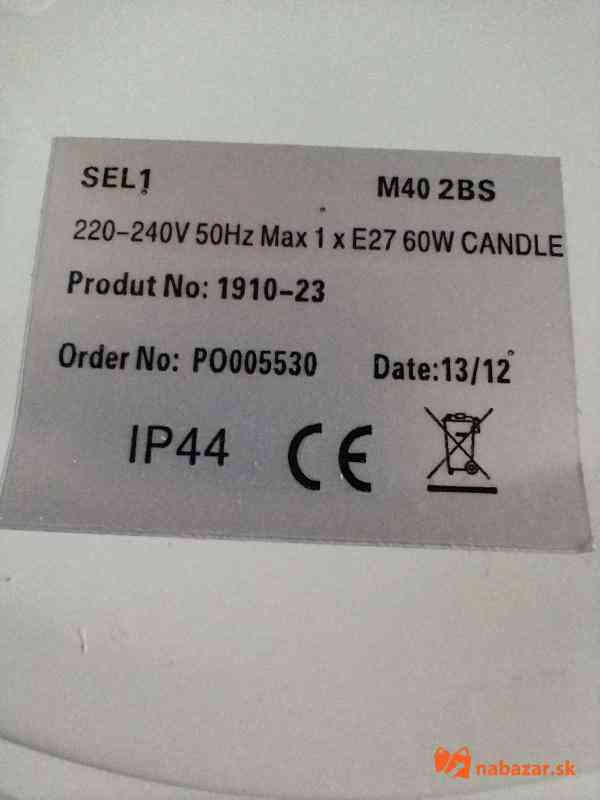 SEL1 M40 2BS
220-240V 50Hz Max 1 x E27 60W CANDLE
Produt No: 1910-23
Order No: PO005530 Date:13/12
IP44 CE
nabazar.sk